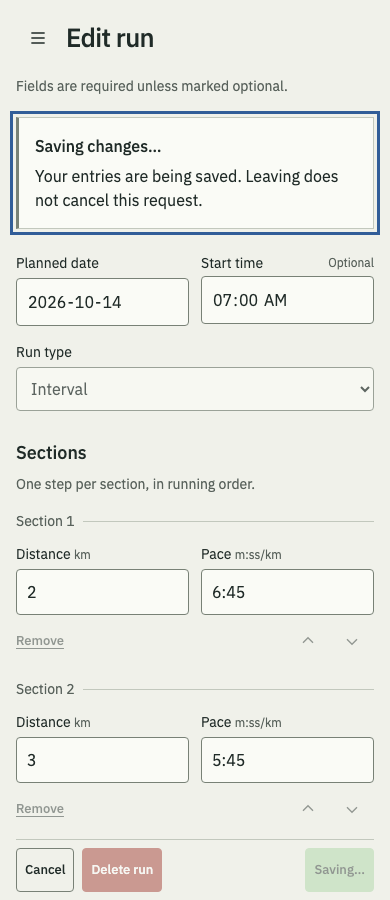 Edit run
Fields are required unless marked optional.
Saving changes...
Your entries are being saved. Leaving does
not cancel this request.
Planned date
Start time Optional
2026-10-14
07:00 AM
Run type
Interval
Sections
One step per section, in running order.
Section 1
Distance km
Pace m:ss/km
2
6:45
Remove
Section 2
Distance km
Pace m:ss/km
3
5:45
Remove
Cancel
Delete run
Saving...